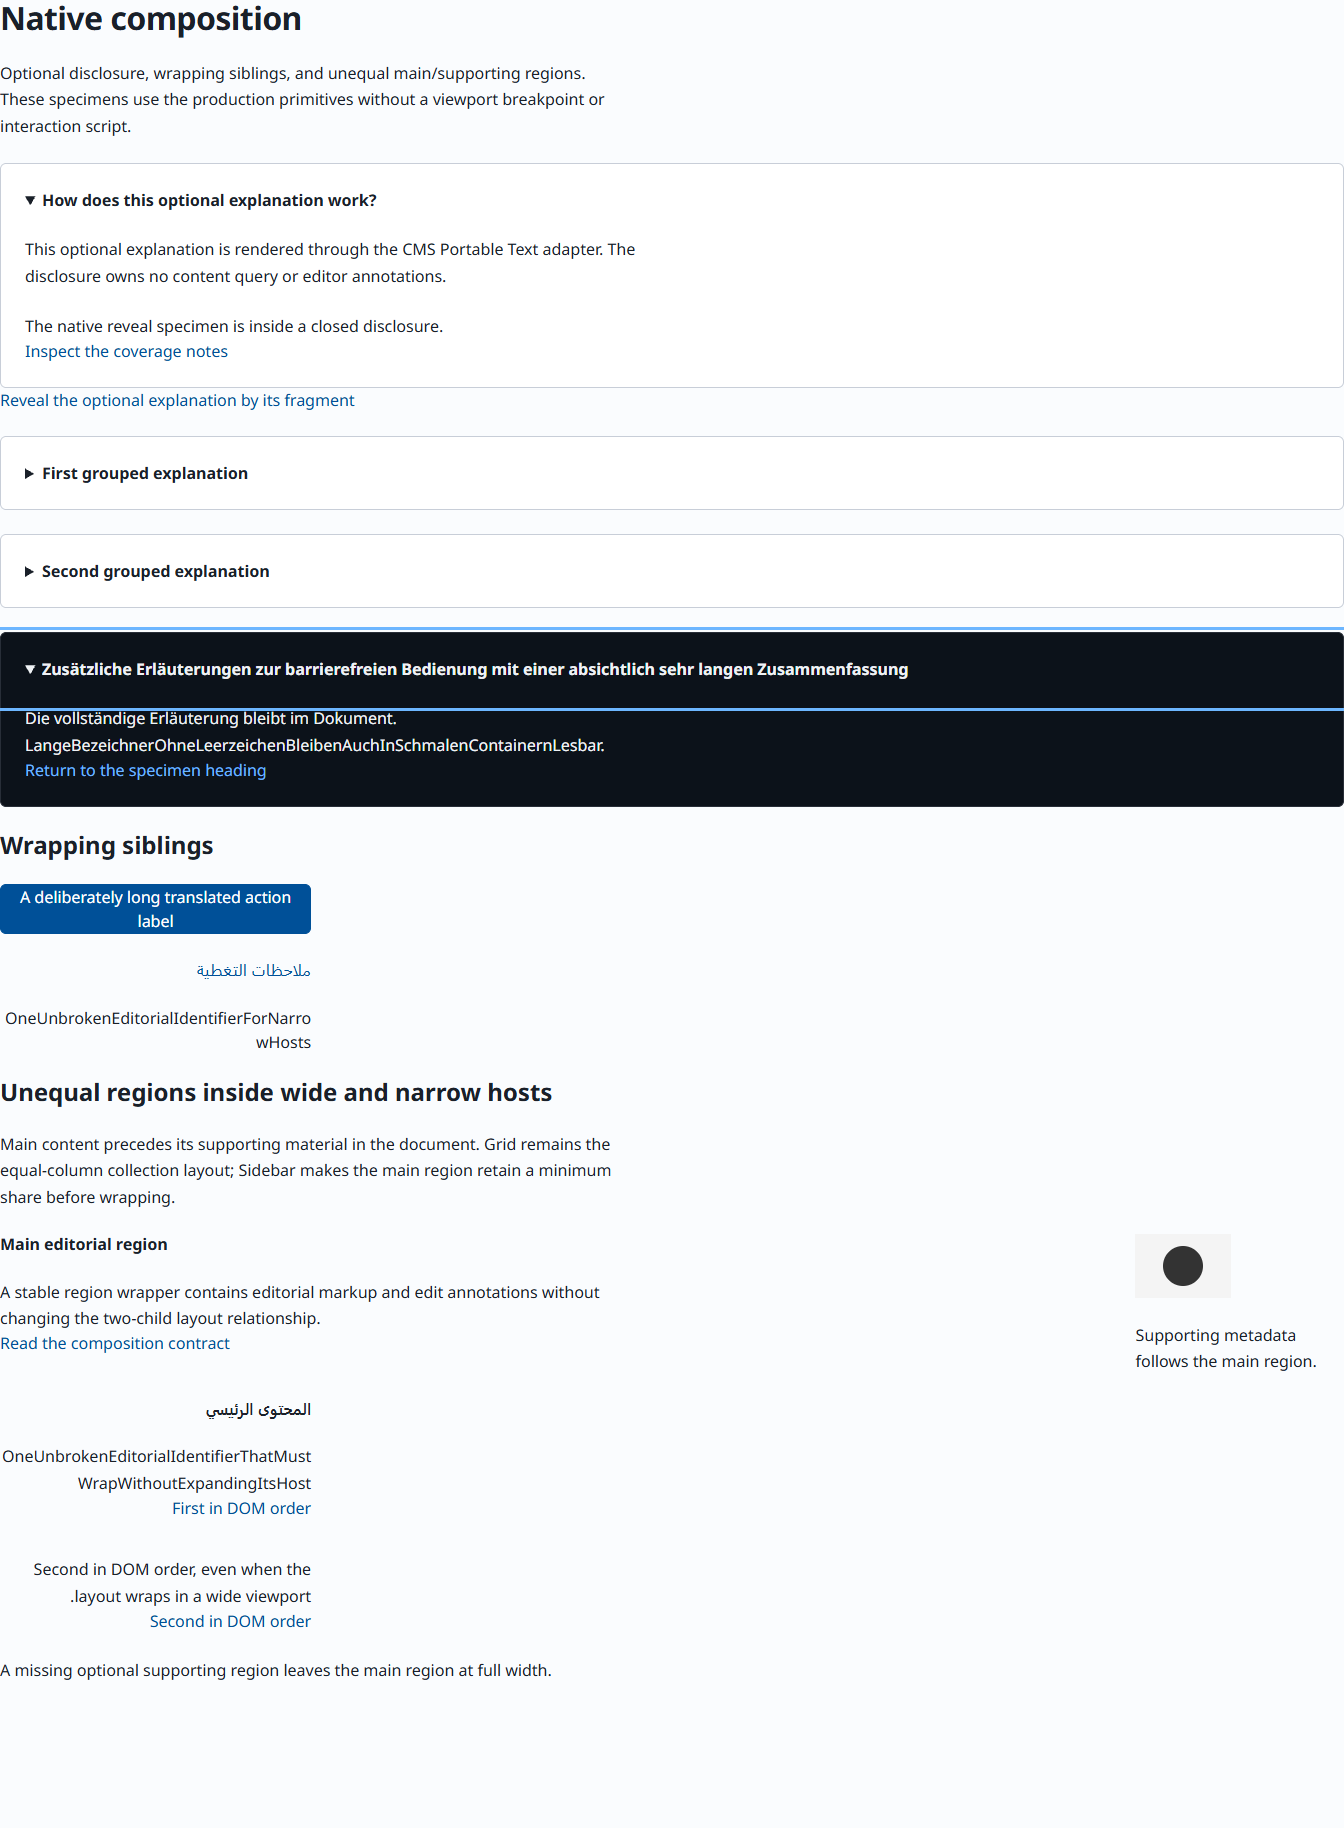 Native composition
Optional disclosure, wrapping siblings, and unequal main/supporting regions.
These specimens use the production primitives without a viewport breakpoint or
interaction script.
How does this optional explanation work?
This optional explanation is rendered through the CMS Portable Text adapter. The
disclosure owns no content query or editor annotations.
The native reveal specimen is inside a closed disclosure.
Inspect the coverage notes
Reveal the optional explanation by its fragment
First grouped explanation
Second grouped explanation
Zusätzliche Erläuterungen zur barrierefreien Bedienung mit einer absichtlich sehr langen Zusammenfassung
Die vollständige Erläuterung bleibt im Dokument.
LangeBezeichnerOhneLeerzeichenBleibenAuchInSchmalenContainernLesbar.
Return to the specimen heading
Wrapping siblings
A deliberately long translated action
label
ملاحظات التغطية
OneUnbrokenEditorialIdentifierForNarro
wHosts
Unequal regions inside wide and narrow hosts
Main content precedes its supporting material in the document. Grid remains the
equal-column collection layout; Sidebar makes the main region retain a minimum
share before wrapping.
Main editorial region
A stable region wrapper contains editorial markup and edit annotations without
changing the two-child layout relationship.
Read the composition contract
Supporting metadata
follows the main region.
المحتوى الرئيسي
OneUnbrokenEditorialIdentifierThatMust
WrapWithoutExpandingItsHost
First in DOM order
Second in DOM order, even when the
.layout wraps in a wide viewport
Second in DOM order
A missing optional supporting region leaves the main region at full width.